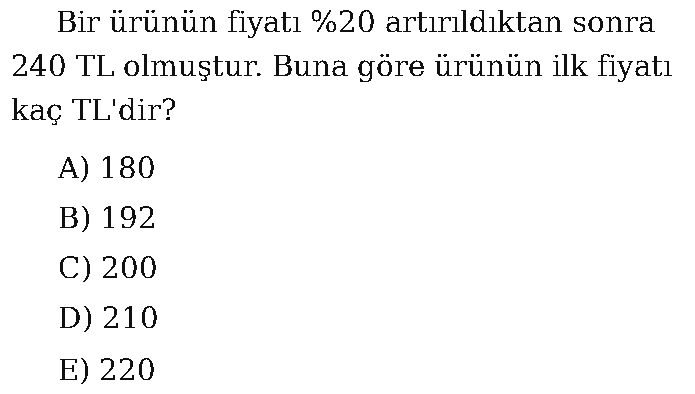 Bir ürünün fiyatı %20 artırıldıktan sonra
240 TL olmuştur. Buna göre ürünün ilk fiyatı
kaç TL'dir?
A) 180
B) 192
C) 200
D) 210
E) 220